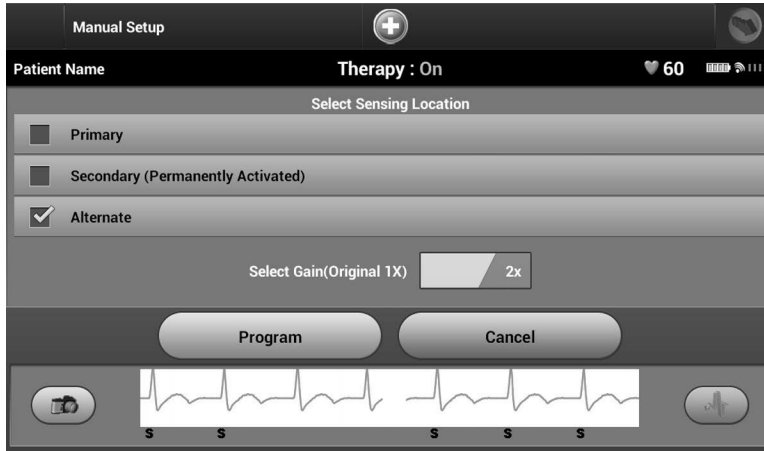 Manual Setup
Patient Name Therapy : On 60
Select Sensing Location
Primary
Secondary (Permanently Activated)
Alternate
Select Gain(Original 1X) 2x
Program Cancel
S S S S S